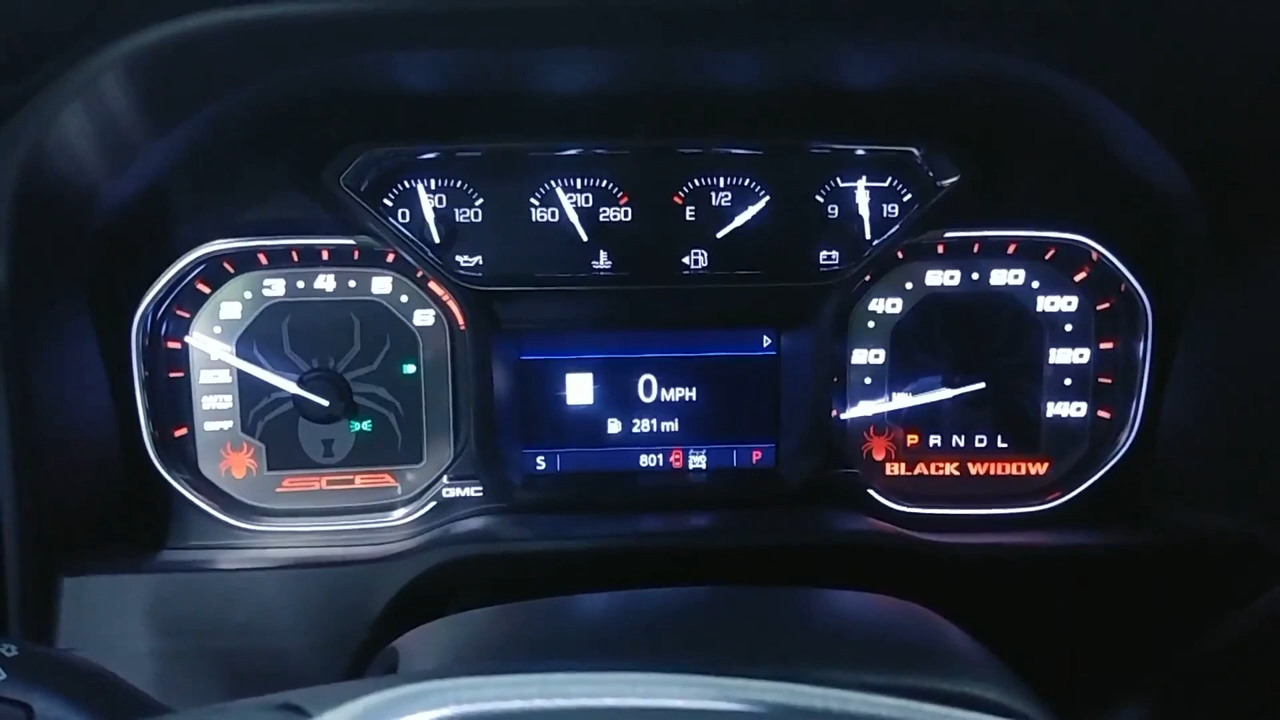 0 60 120
160 210 260
E 1/2
9 19
2 3 4 5 6
OFF
SCA
GMC
0 MPH
281 mi
S 801 2WD P
20 40 60 80 100 120 140
P R N D L
BLACK WIDOW